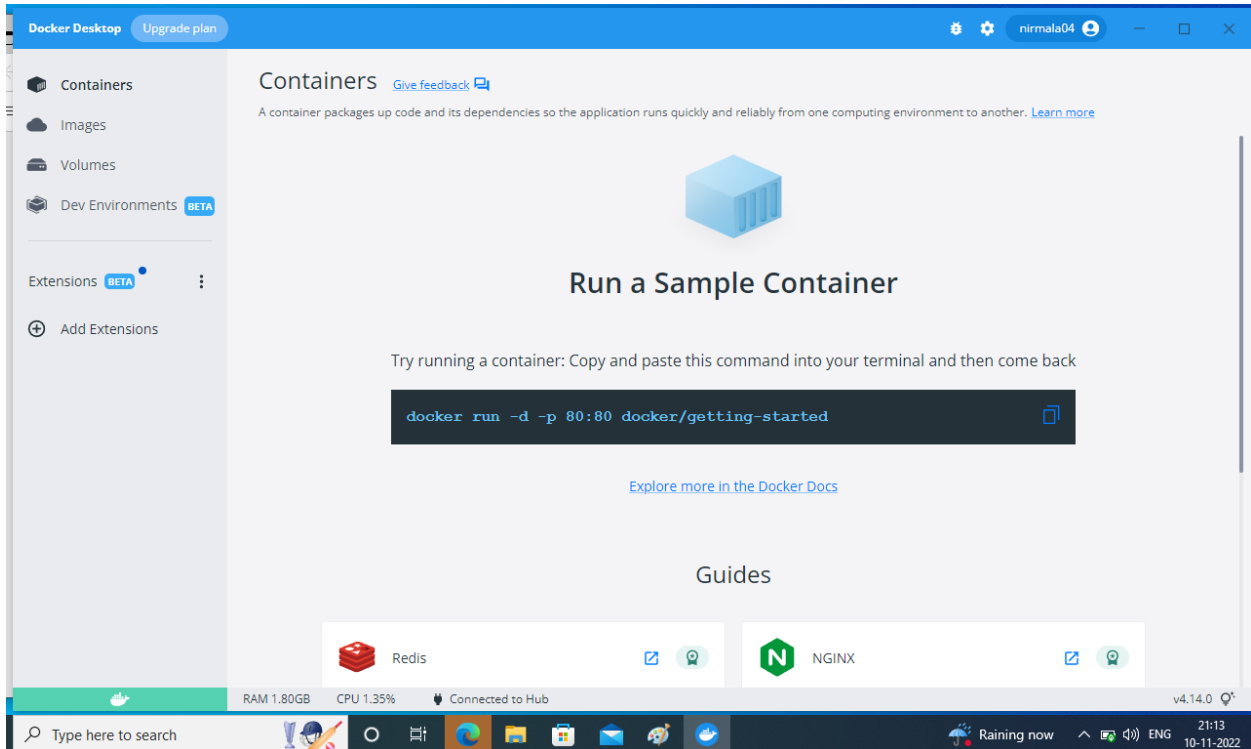 Docker Desktop Upgrade plan nirmala04
Containers
Images
Volumes
Dev Environments BETA
Extensions BETA
Add Extensions
Containers Give feedback
A container packages up code and its dependencies so the application runs quickly and reliably from one computing environment to another. Learn more
Run a Sample Container
Try running a container: Copy and paste this command into your terminal and then come back
docker run -d -p 80:80 docker/getting-started
Explore more in the Docker Docs
Guides
Redis NGINX
RAM 1.80GB CPU 1.35% Connected to Hub v4.14.0
Type here to search Raining now ENG 21:13
10-11-2022